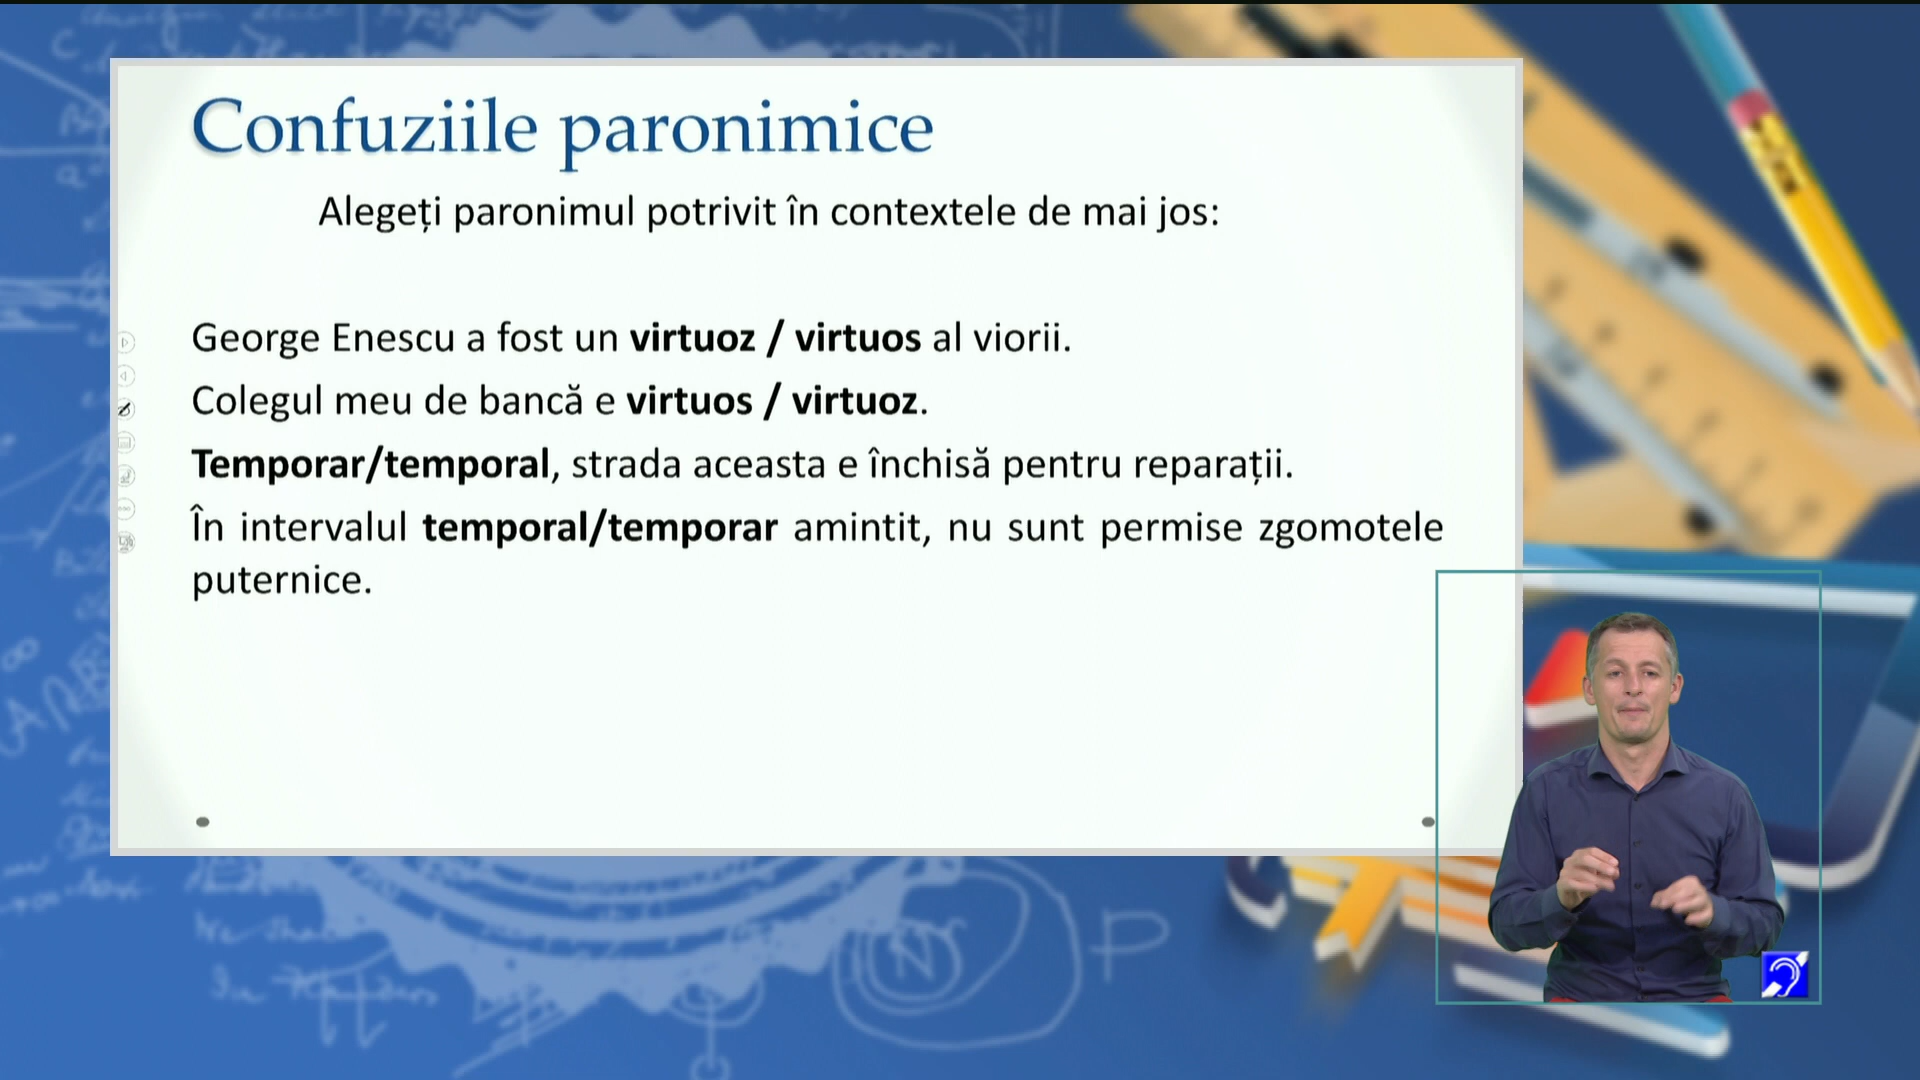 Confuziile paronimice
Alegeți paronimul potrivit în contextele de mai jos:
George Enescu a fost un virtuoz / virtuos al viorii.
Colegul meu de bancă e virtuos / virtuoz.
Temporar/temporal, strada aceasta e închisă pentru reparații.
În intervalul temporal/temporar amintit, nu sunt permise zgomotele
puternice.
N
P